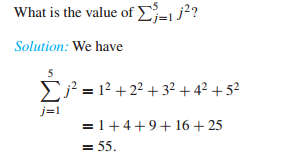 What is the value of ∑⁵ⱼ₌₁ j²?
Solution: We have
5
∑ j² = 1² + 2² + 3² + 4² + 5²
j=1
= 1 + 4 + 9 + 16 + 25
= 55.